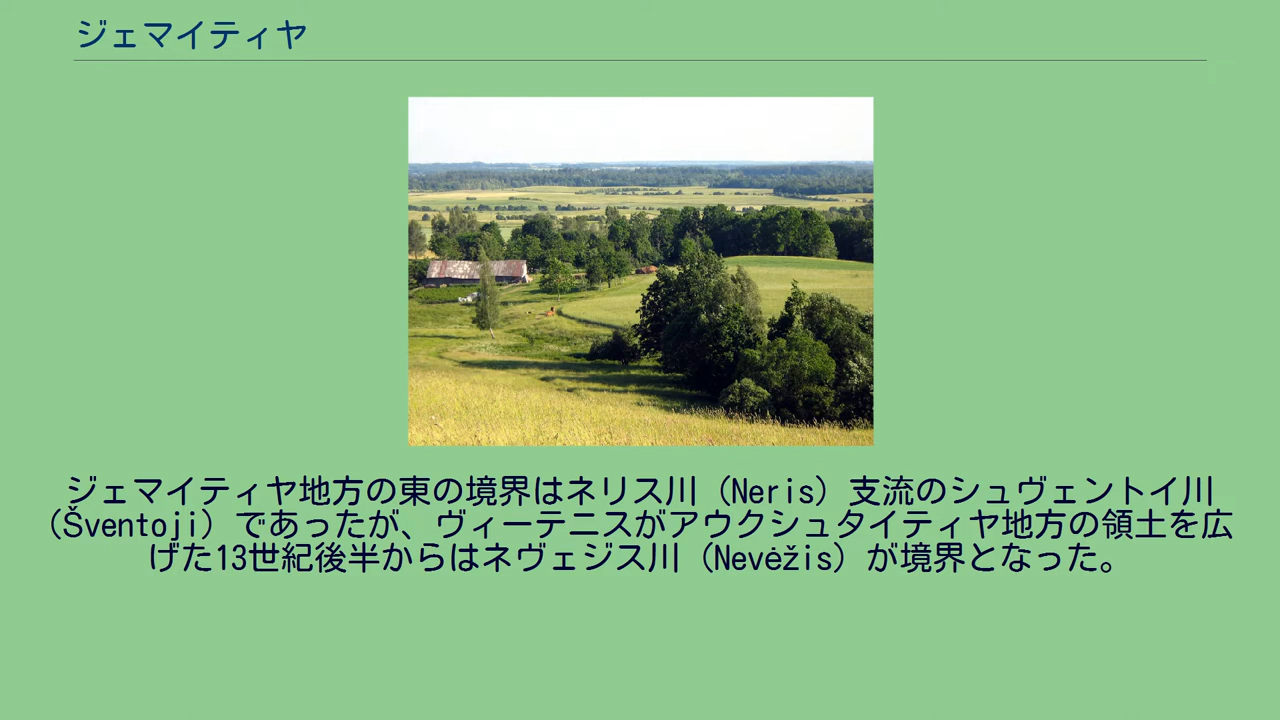 ジェマイティヤ
ジェマイティヤ地方の東の境界はネリス川（Neris）支流のシュヴェントイ川
（Šventoji）であったが、ヴィーテニスがアウクシュタイティヤ地方の領土を広
げた13世紀後半からはネヴェジス川（Nevėžis）が境界となった。